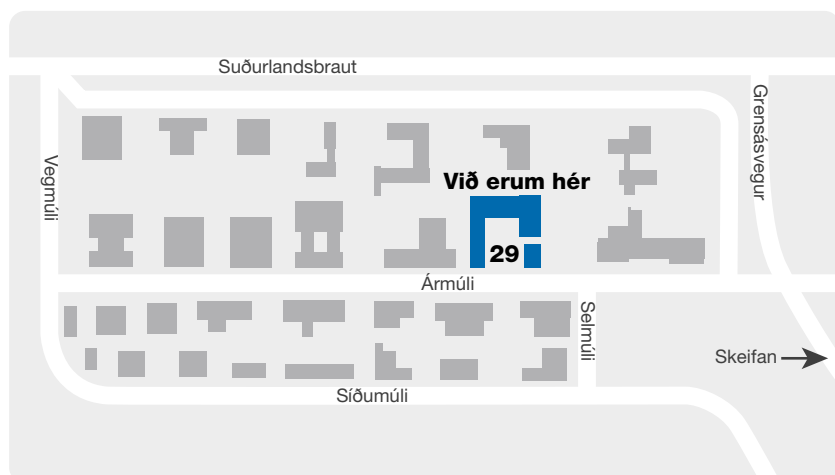 Suðurlandsbraut
Grensásvegur
Vegmúli
Við erum hér
29
Ármúli
Selmúli
Skeifan
Síðumúli